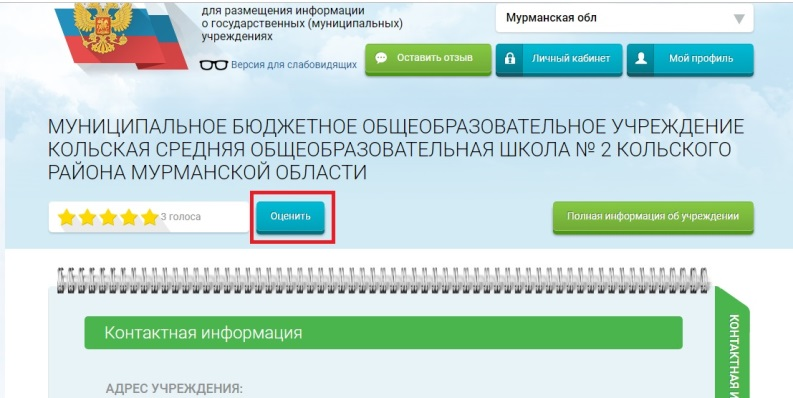 для размещения информации
о государственных (муниципальных)
учреждениях
Мурманская обл
Версия для слабовидящих
Оставить отзыв
Личный кабинет
Мой профиль
МУНИЦИПАЛЬНОЕ БЮДЖЕТНОЕ ОБЩЕОБРАЗОВАТЕЛЬНОЕ УЧРЕЖДЕНИЕ
КОЛЬСКАЯ СРЕДНЯЯ ОБЩЕОБРАЗОВАТЕЛЬНАЯ ШКОЛА № 2 КОЛЬСКОГО
РАЙОНА МУРМАНСКОЙ ОБЛАСТИ
3 голоса
Оценить
Полная информация об учреждении
Контактная информация
АДРЕС УЧРЕЖДЕНИЯ:
КОНТАКТНАЯ И